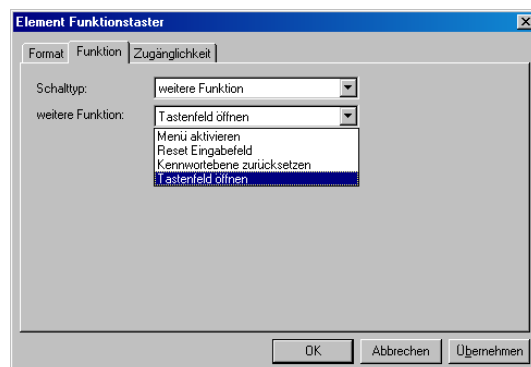 Element Funktionstaster
Format Funktion Zugänglichkeit
Schalttyp: weitere Funktion
weitere Funktion: Tastenfeld öffnen
Menü aktivieren
Reset Eingabefeld
Kennwortebene zurücksetzen
Tastenfeld öffnen
OK Abbrechen Übernehmen